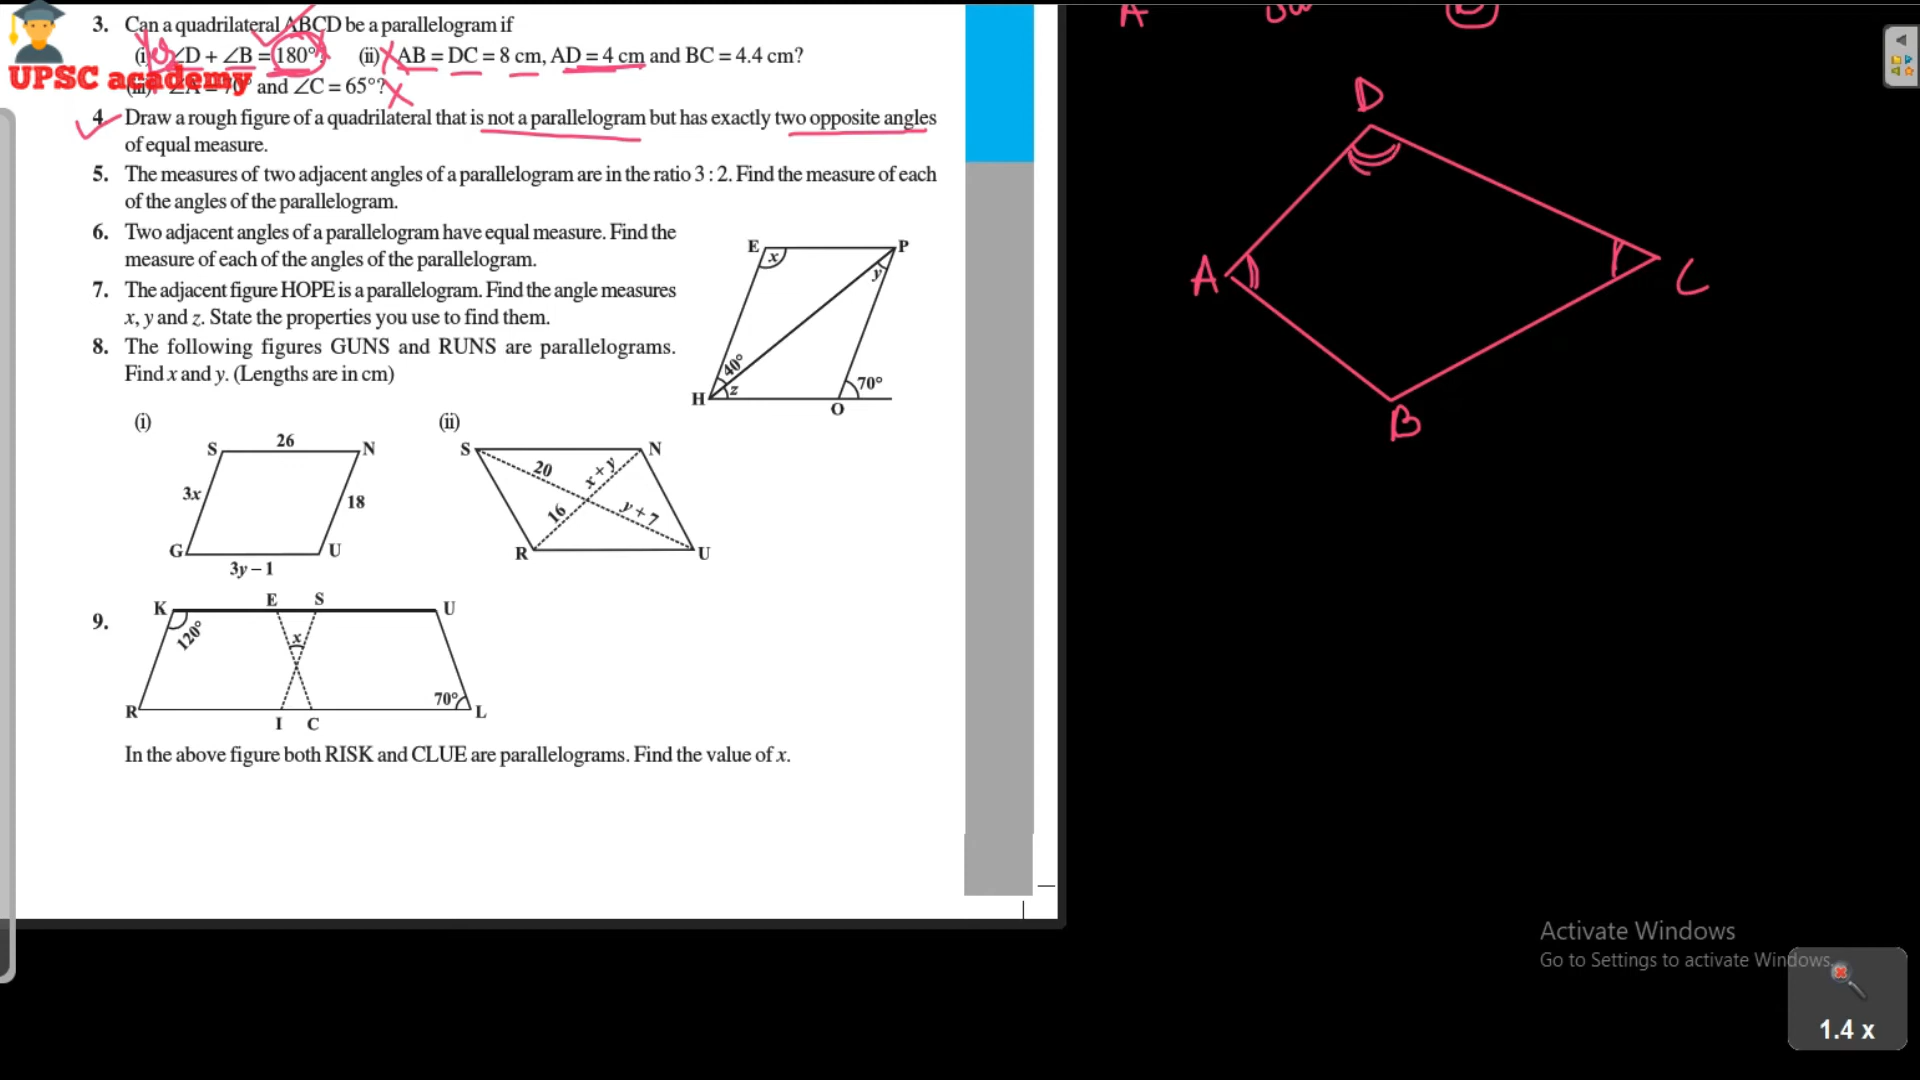 3. Can a quadrilateral ABCD be a parallelogram if
(i) ∠D + ∠B = 180°? (ii) AB = DC = 8 cm, AD = 4 cm and BC = 4.4 cm?
Yes
UPSC academy
and ∠C = 65°?
4. Draw a rough figure of a quadrilateral that is not a parallelogram but has exactly two opposite angles
of equal measure.
5. The measures of two adjacent angles of a parallelogram are in the ratio 3 : 2. Find the measure of each
of the angles of the parallelogram.
6. Two adjacent angles of a parallelogram have equal measure. Find the
measure of each of the angles of the parallelogram.
7. The adjacent figure HOPE is a parallelogram. Find the angle measures
x, y and z. State the properties you use to find them.
8. The following figures GUNS and RUNS are parallelograms.
Find x and y. (Lengths are in cm)
E x P
y
40° z
70°
H O
(i) (ii)
S 26 N
3x 18
G U
3y – 1
S N
20 x + y
16 y + 7
R U
9.
K E S U
120° x
70°
R I C L
In the above figure both RISK and CLUE are parallelograms. Find the value of x.
A
D
A C
B
Activate Windows
Go to Settings to activate Windows.
1.4 x